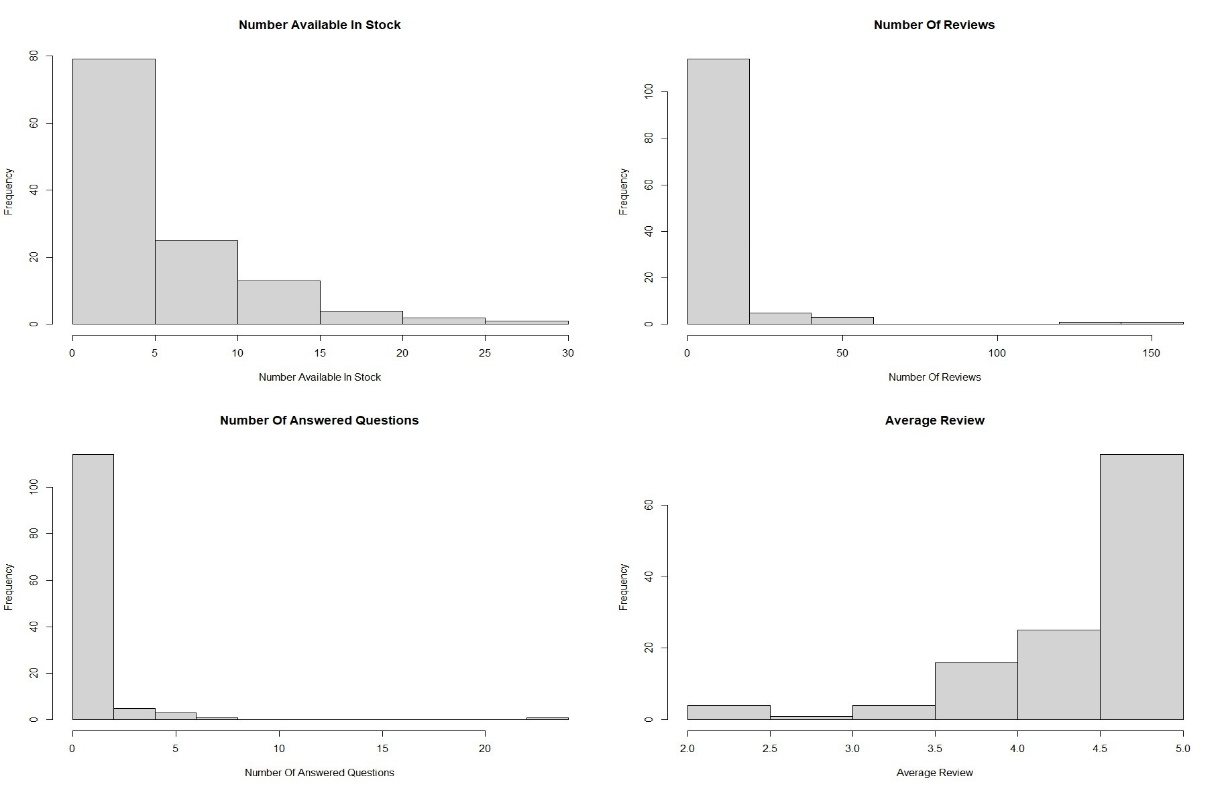 Number Available In Stock
Frequency
80
60
40
20
0
0 5 10 15 20 25 30
Number Available In Stock
Number Of Reviews
Frequency
100
80
60
40
20
0
0 50 100 150
Number Of Reviews
Number Of Answered Questions
Frequency
100
80
60
40
20
0
0 5 10 15 20
Number Of Answered Questions
Average Review
Frequency
60
40
20
0
2.0 2.5 3.0 3.5 4.0 4.5 5.0
Average Review